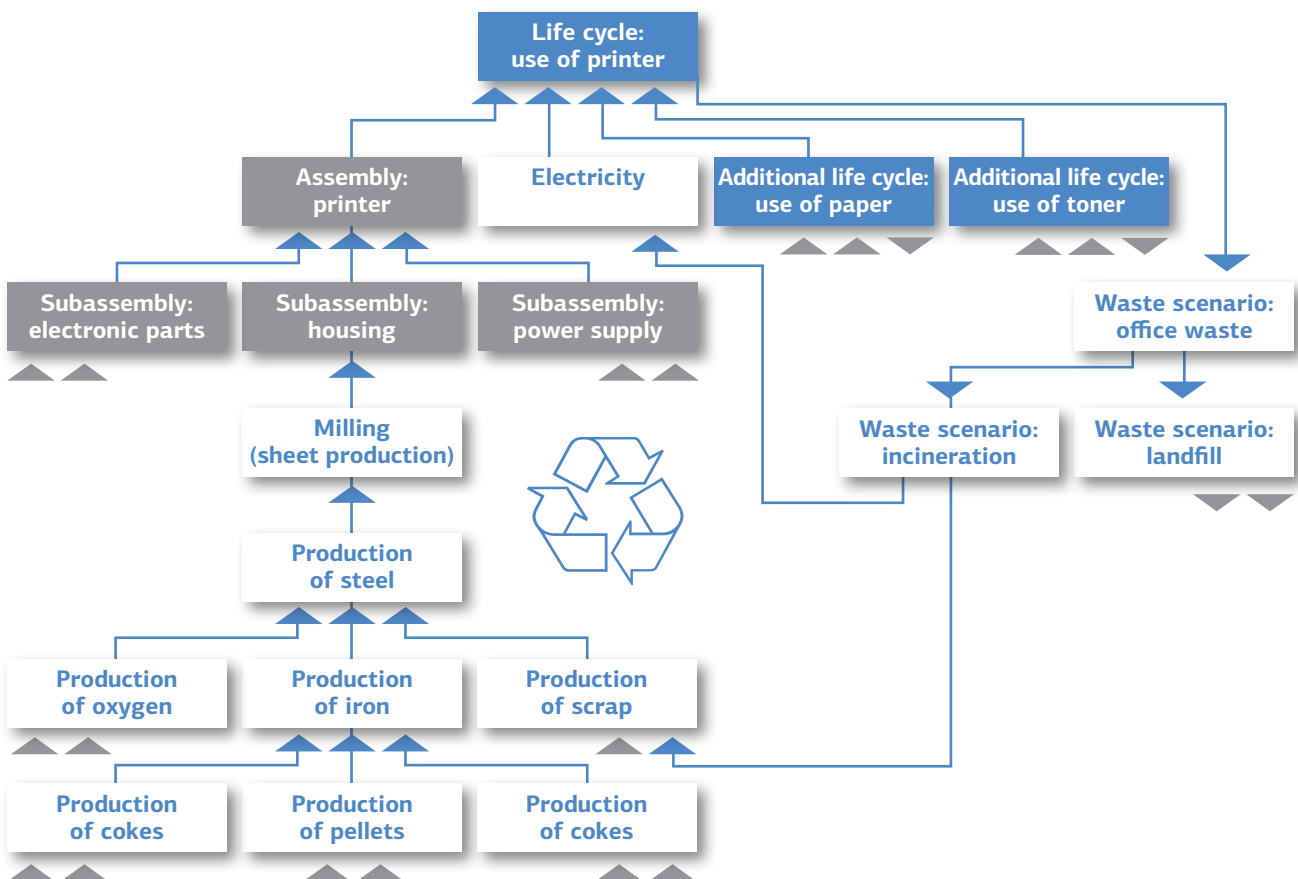 Life cycle:
use of printer
Assembly:
printer
Electricity
Additional life cycle:
use of paper
Additional life cycle:
use of toner
Subassembly:
electronic parts
Subassembly:
housing
Subassembly:
power supply
Waste scenario:
office waste
Milling
(sheet production)
Waste scenario:
incineration
Waste scenario:
landfill
Production
of steel
Production
of oxygen
Production
of iron
Production
of scrap
Production
of cokes
Production
of pellets
Production
of cokes